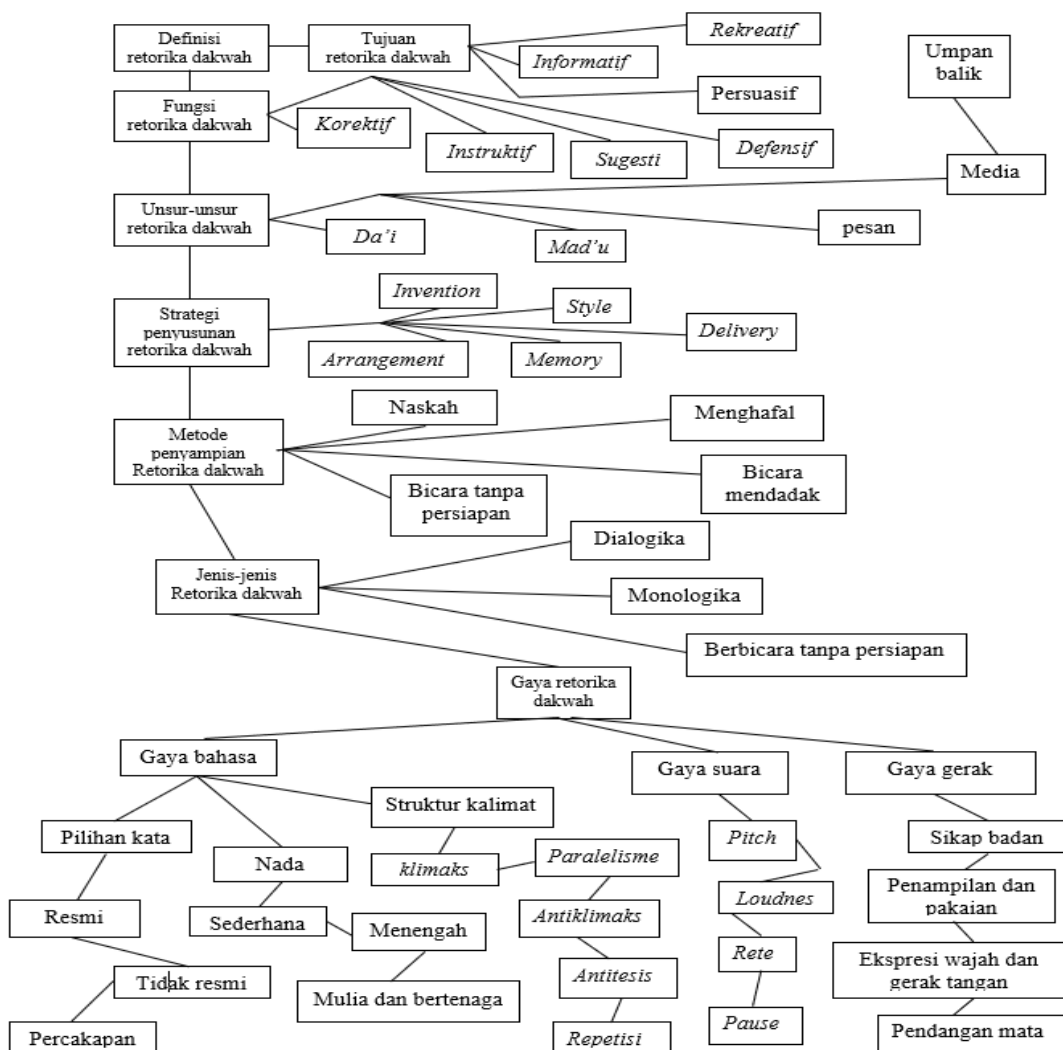 Definisi
retorika dakwah
Tujuan
retorika dakwah
Rekreatif
Informatif
Persuasif
Umpan
balik
Fungsi
retorika dakwah
Korektif
Instruktif
Sugesti
Defensif
Media
Unsur-unsur
retorika dakwah
Da'i
Mad'u
pesan
Strategi
penyusunan
retorika dakwah
Invention
Style
Delivery
Arrangement
Memory
Metode
penyampian
Retorika dakwah
Naskah
Menghafal
Bicara tanpa
persiapan
Bicara
mendadak
Jenis-jenis
Retorika dakwah
Dialogika
Monologika
Berbicara tanpa persiapan
Gaya retorika
dakwah
Gaya bahasa
Gaya suara
Gaya gerak
Pilihan kata
Nada
Struktur kalimat
klimaks
Paralelisme
Pitch
Sikap badan
Resmi
Sederhana
Menengah
Antiklimaks
Loudnes
Penampilan dan
pakaian
Tidak resmi
Mulia dan bertenaga
Antitesis
Rete
Ekspresi wajah dan
gerak tangan
Percakapan
Repetisi
Pause
Pendangan mata